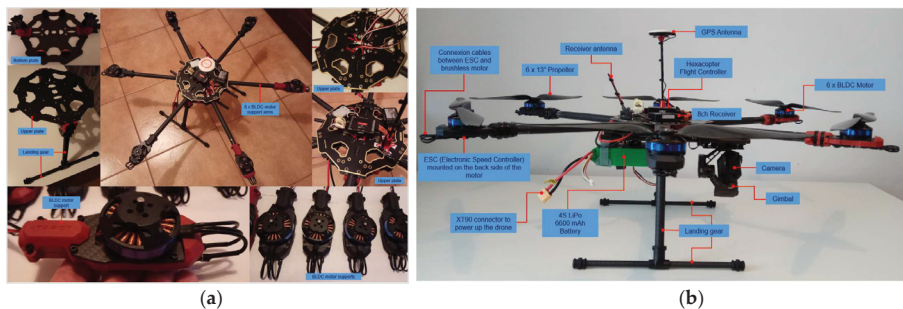 Bottom plate
Upper plate
Landing gear
6 x BLDC motor
support arms
Upper plate
Upper plate
BLDC motor
support
BLDC motor supports
(a)
GPS Antenna
Receiver antenna
Connexion cables
between ESC and
brushless motor
6 x 13" Propeller
Hexacopter
Flight Controller
6 x BLDC Motor
8ch Receiver
ESC (Electronic Speed Controller)
mounted on the back side of the
motor
Camera
Gimbal
XT90 connector to
power up the drone
4S LiPo
6600 mAh
Battery
Landing gear
(b)